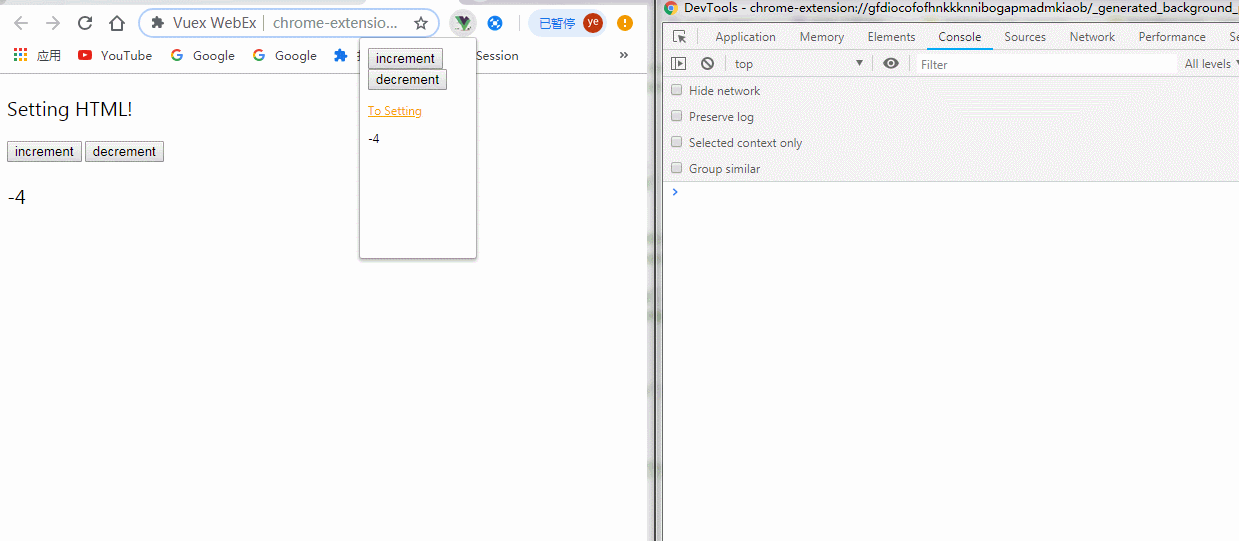 Vuex WebEx | chrome-extensio...
已暂停 ye
应用 YouTube Google Google Session »
Setting HTML!
increment decrement
-4
increment
decrement
To Setting
-4
DevTools - chrome-extension://gfdiocofofhnkkknnibogapmadmkiaob/_generated_background_
Application Memory Elements Console Sources Network Performance Se
top Filter All levels
Hide network
Preserve log
Selected context only
Group similar